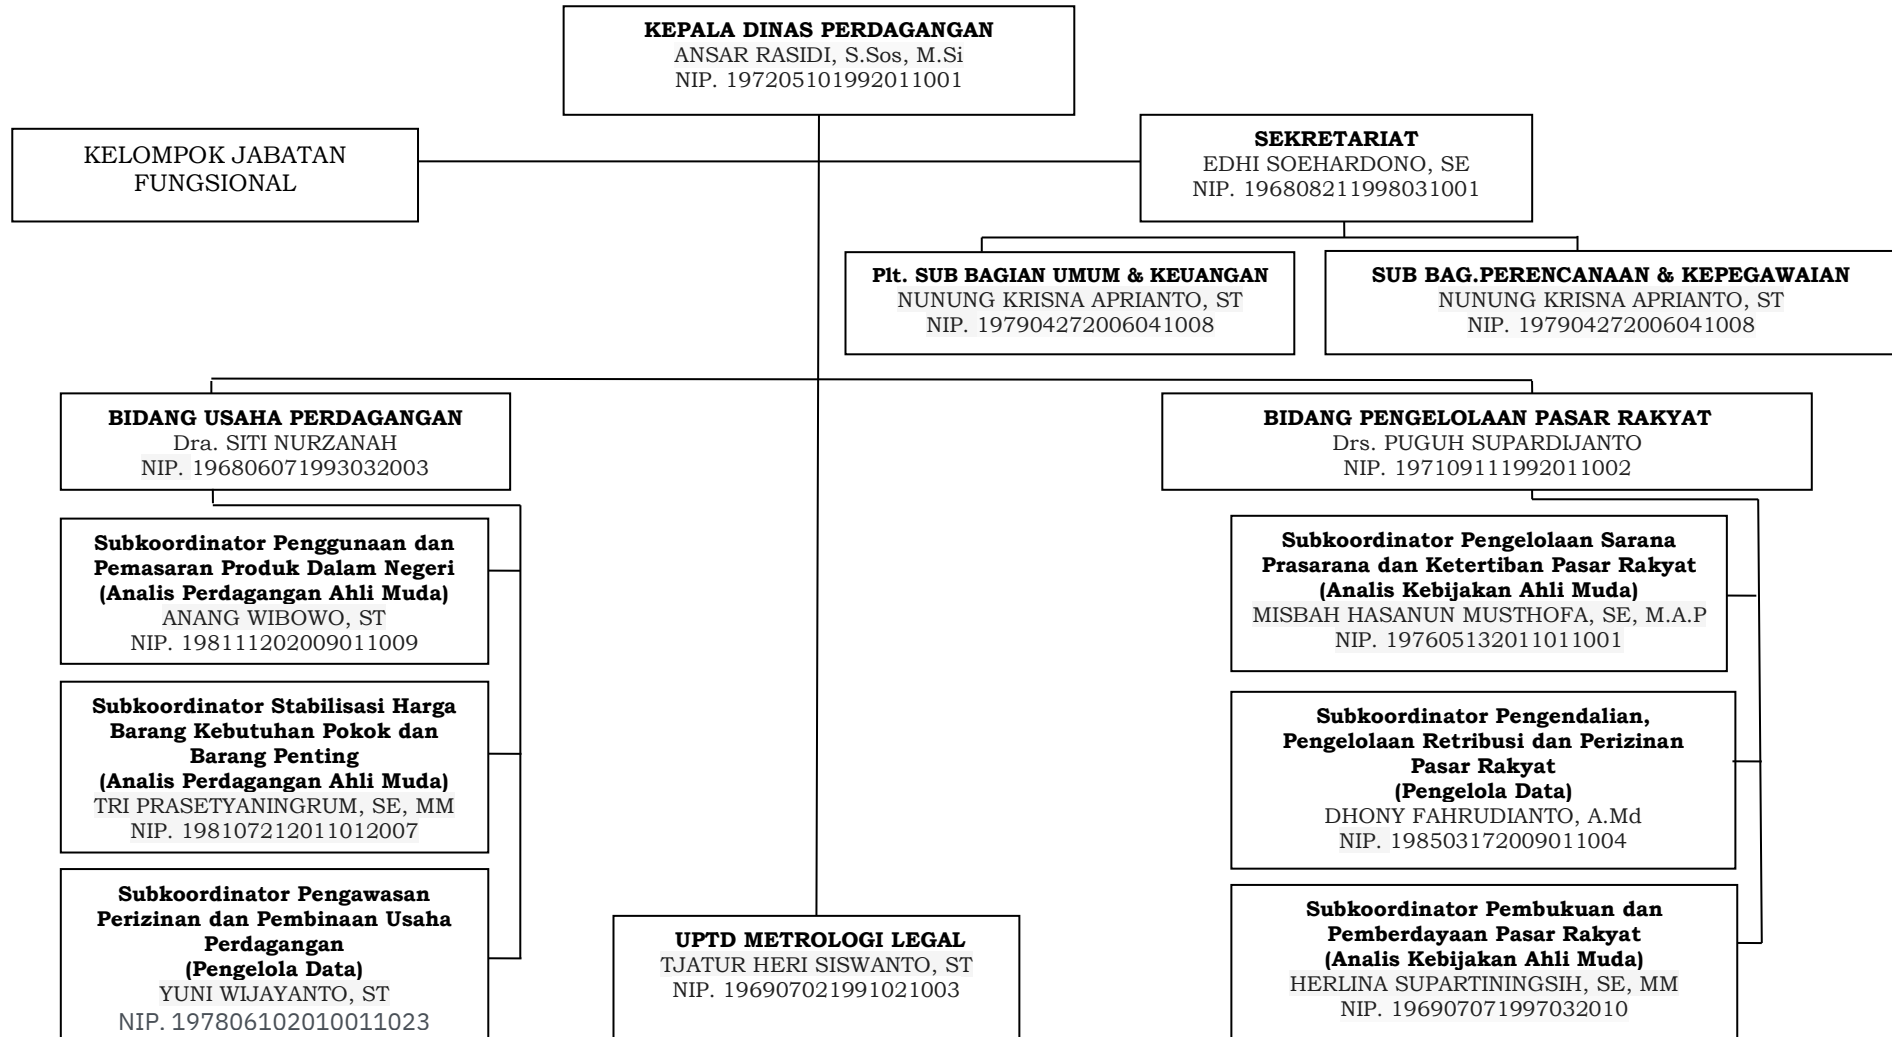 KEPALA DINAS PERDAGANGAN
ANSAR RASIDI, S.Sos, M.Si
NIP. 197205101992011001
KELOMPOK JABATAN
FUNGSIONAL
SEKRETARIAT
EDHI SOEHARDONO, SE
NIP. 196808211998031001
Plt. SUB BAGIAN UMUM & KEUANGAN
NUNUNG KRISNA APRIANTO, ST
NIP. 197904272006041008
SUB BAG.PERENCANAAN & KEPEGAWAIAN
NUNUNG KRISNA APRIANTO, ST
NIP. 197904272006041008
BIDANG USAHA PERDAGANGAN
Dra. SITI NURZANAH
NIP. 196806071993032003
BIDANG PENGELOLAAN PASAR RAKYAT
Drs. PUGUH SUPARDIJANTO
NIP. 197109111992011002
Subkoordinator Penggunaan dan
Pemasaran Produk Dalam Negeri
(Analis Perdagangan Ahli Muda)
ANANG WIBOWO, ST
NIP. 198111202009011009
Subkoordinator Stabilisasi Harga
Barang Kebutuhan Pokok dan
Barang Penting
(Analis Perdagangan Ahli Muda)
TRI PRASETYANINGRUM, SE, MM
NIP. 198107212011012007
Subkoordinator Pengawasan
Perizinan dan Pembinaan Usaha
Perdagangan
(Pengelola Data)
YUNI WIJAYANTO, ST
NIP. 197806102010011023
UPTD METROLOGI LEGAL
TJATUR HERI SISWANTO, ST
NIP. 196907021991021003
Subkoordinator Pengelolaan Sarana
Prasarana dan Ketertiban Pasar Rakyat
(Analis Kebijakan Ahli Muda)
MISBAH HASANUN MUSTHOFA, SE, M.A.P
NIP. 197605132011011001
Subkoordinator Pengendalian,
Pengelolaan Retribusi dan Perizinan
Pasar Rakyat
(Pengelola Data)
DHONY FAHRUDIANTO, A.Md
NIP. 198503172009011004
Subkoordinator Pembukuan dan
Pemberdayaan Pasar Rakyat
(Analis Kebijakan Ahli Muda)
HERLINA SUPARTININGSIH, SE, MM
NIP. 196907071997032010